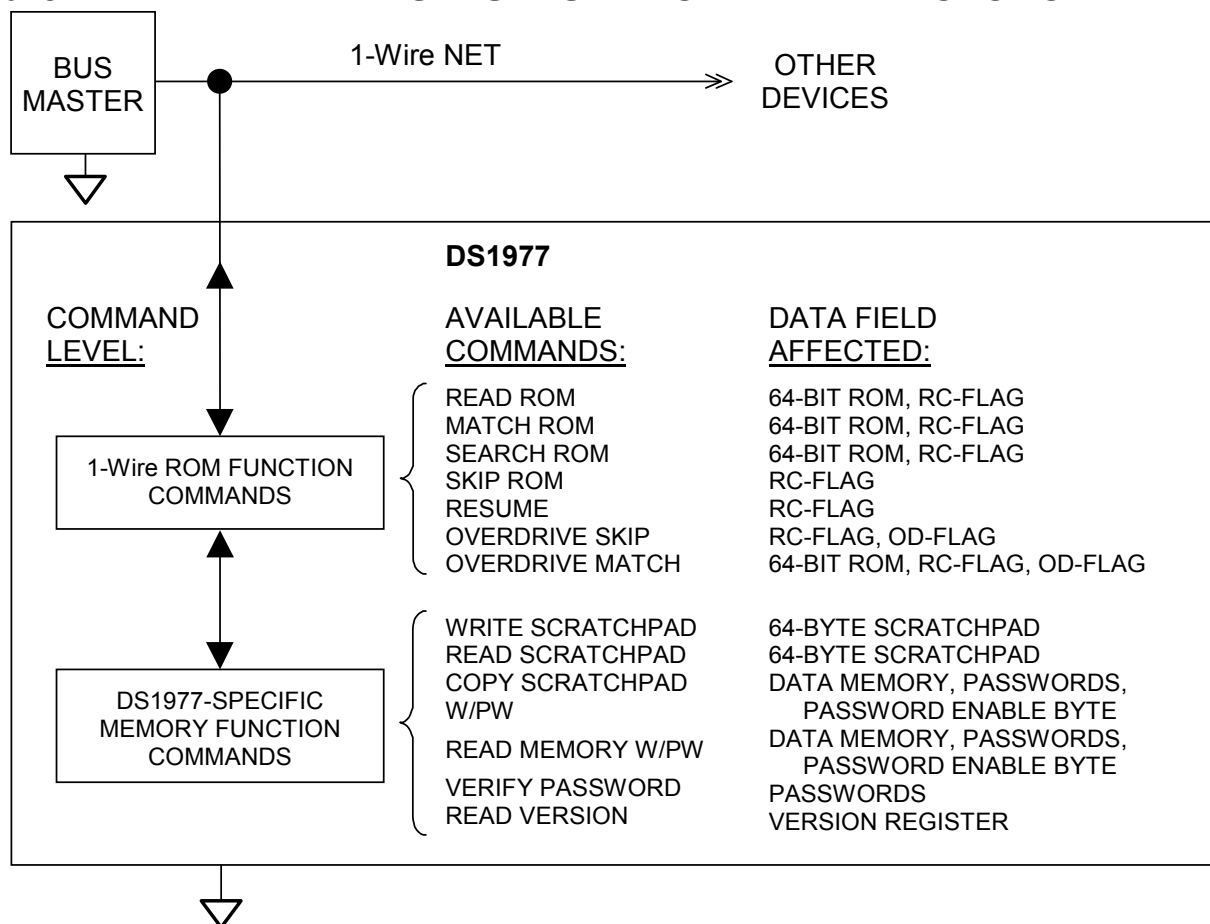 BUS
MASTER
1-Wire NET
OTHER
DEVICES
DS1977
COMMAND
LEVEL:
AVAILABLE
COMMANDS:
DATA FIELD
AFFECTED:
1-Wire ROM FUNCTION
COMMANDS
READ ROM 64-BIT ROM, RC-FLAG
MATCH ROM 64-BIT ROM, RC-FLAG
SEARCH ROM 64-BIT ROM, RC-FLAG
SKIP ROM RC-FLAG
RESUME RC-FLAG
OVERDRIVE SKIP RC-FLAG, OD-FLAG
OVERDRIVE MATCH 64-BIT ROM, RC-FLAG, OD-FLAG
DS1977-SPECIFIC
MEMORY FUNCTION
COMMANDS
WRITE SCRATCHPAD 64-BYTE SCRATCHPAD
READ SCRATCHPAD 64-BYTE SCRATCHPAD
COPY SCRATCHPAD DATA MEMORY, PASSWORDS,
W/PW PASSWORD ENABLE BYTE
READ MEMORY W/PW DATA MEMORY, PASSWORDS,
PASSWORD ENABLE BYTE
VERIFY PASSWORD PASSWORDS
READ VERSION VERSION REGISTER